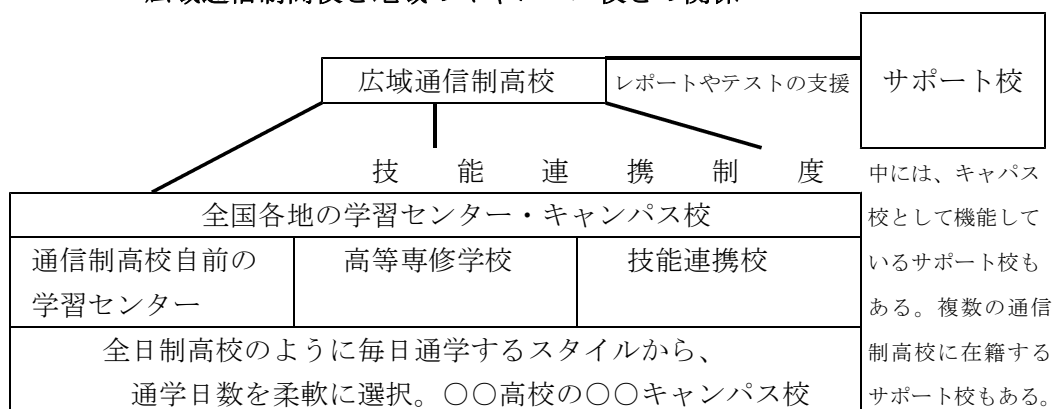 広域通信制高校と地域のキャンパス校との関係
広域通信制高校
レポートやテストの支援
サポート校
技能連携制度
全国各地の学習センター・キャンパス校
通信制高校自前の
学習センター
高等専修学校
技能連携校
全日制高校のように毎日通学するスタイルから、
通学日数を柔軟に選択。〇〇高校の〇〇キャンパス校
中には、キャパス
校として機能して
いるサポート校も
ある。複数の通信
制高校に在籍する
サポート校もある。